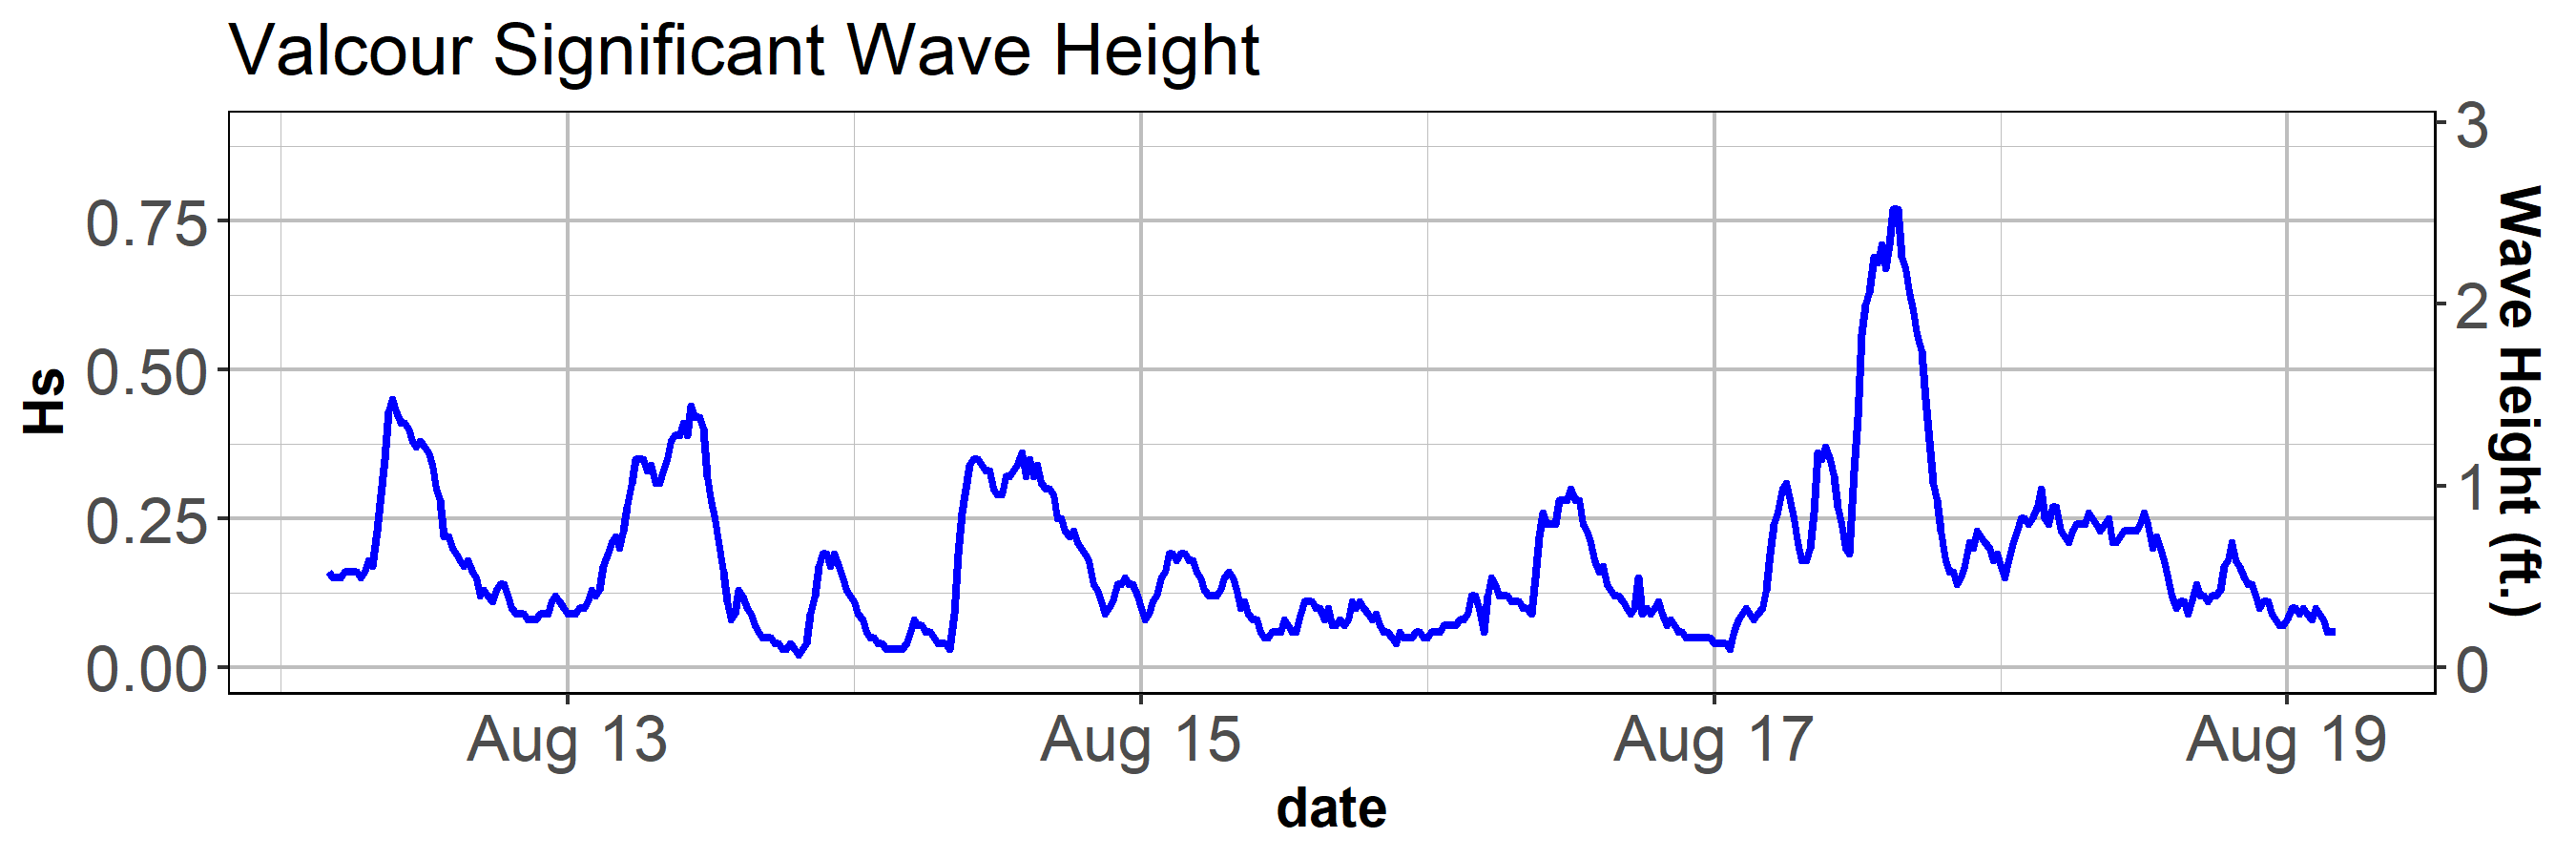 Valcour Significant Wave Height
Hs
0.75
0.50
0.25
0.00
3
2
1
0
Wave Height (ft.)
Aug 13 Aug 15 Aug 17 Aug 19
date